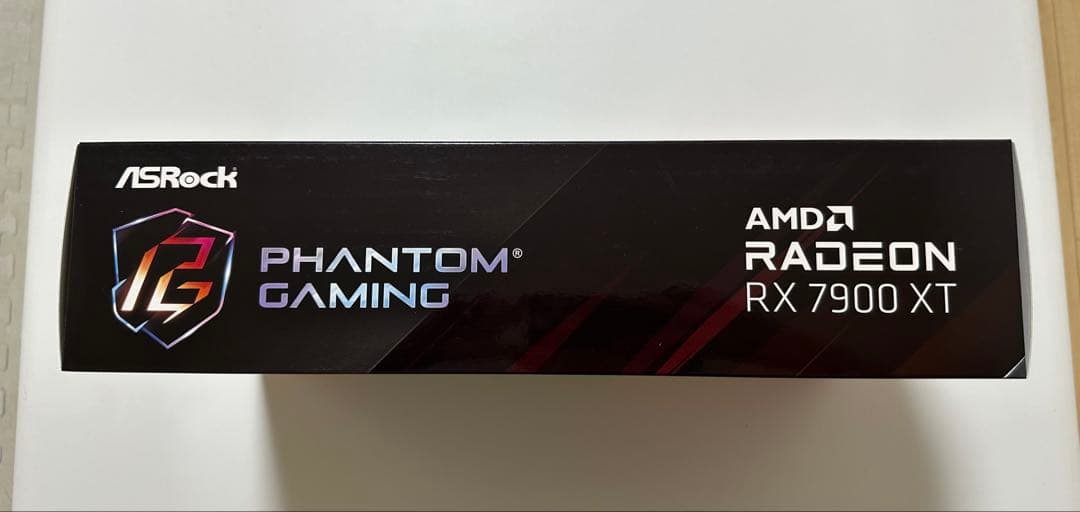 ASRock
PHANTOM®
GAMING
AMD
RADEON
RX 7900 XT